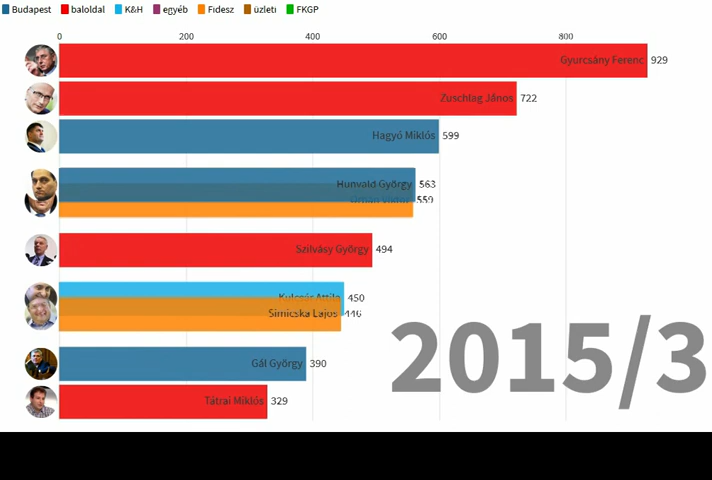 Budapest baloldal K&H egyéb Fidesz üzleti FKGP
0 200 400 600 800
Gyurcsány Ferenc 929
Zuschlag János 722
Hagyó Miklós 599
Hunvald György 563
559
Szilvásy György 494
Kulcsár Attila 450
Simicska Lajos 446
Gál György 390
Tátrai Miklós 329
2015/3